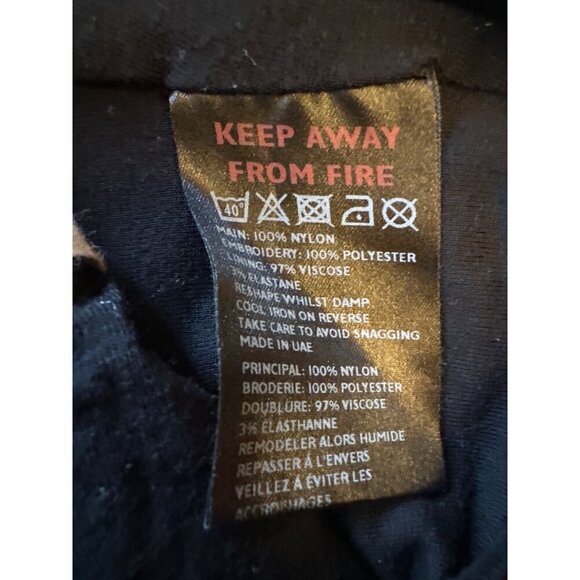 KEEP AWAY
FROM FIRE
40°
MAIN: 100% NYLON
EMBROIDERY: 100% POLYESTER
LINING: 97% VISCOSE
3% ELASTANE
RESHAPE WHILST DAMP
COOL IRON ON REVERSE
TAKE CARE TO AVOID SNAGGING
MADE IN UAE
PRINCIPAL: 100% NYLON
BRODERIE: 100% POLYESTER
DOUBLURE: 97% VISCOSE
3% ELASTHANNE
REMODELER ALORS HUMIDE
REPASSER À L'ENVERS
VEILLEZ À ÉVITER LES
ACCROCHAGES